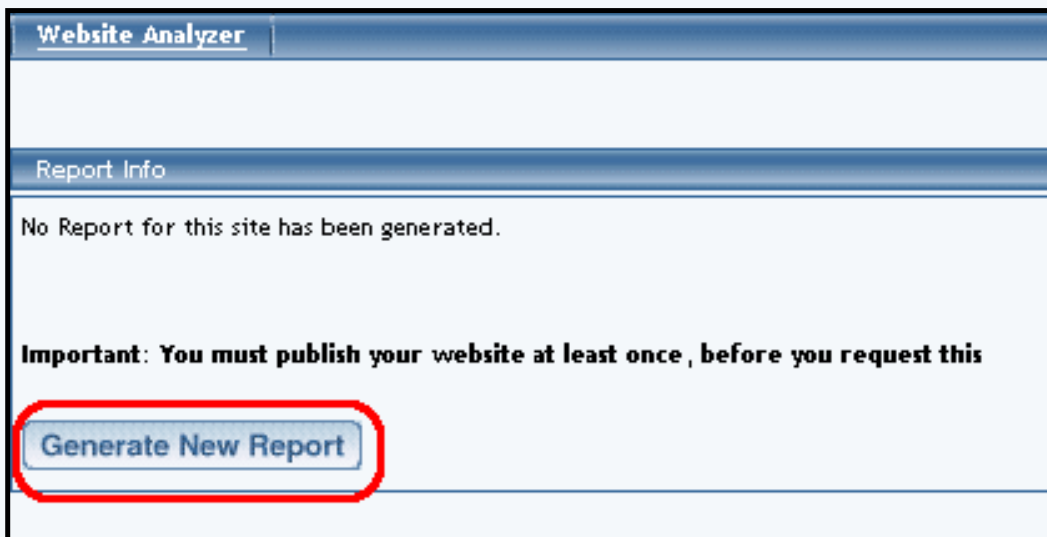 Website Analyzer
Report Info
No Report for this site has been generated.
Important: You must publish your website at least once, before you request this
Generate New Report